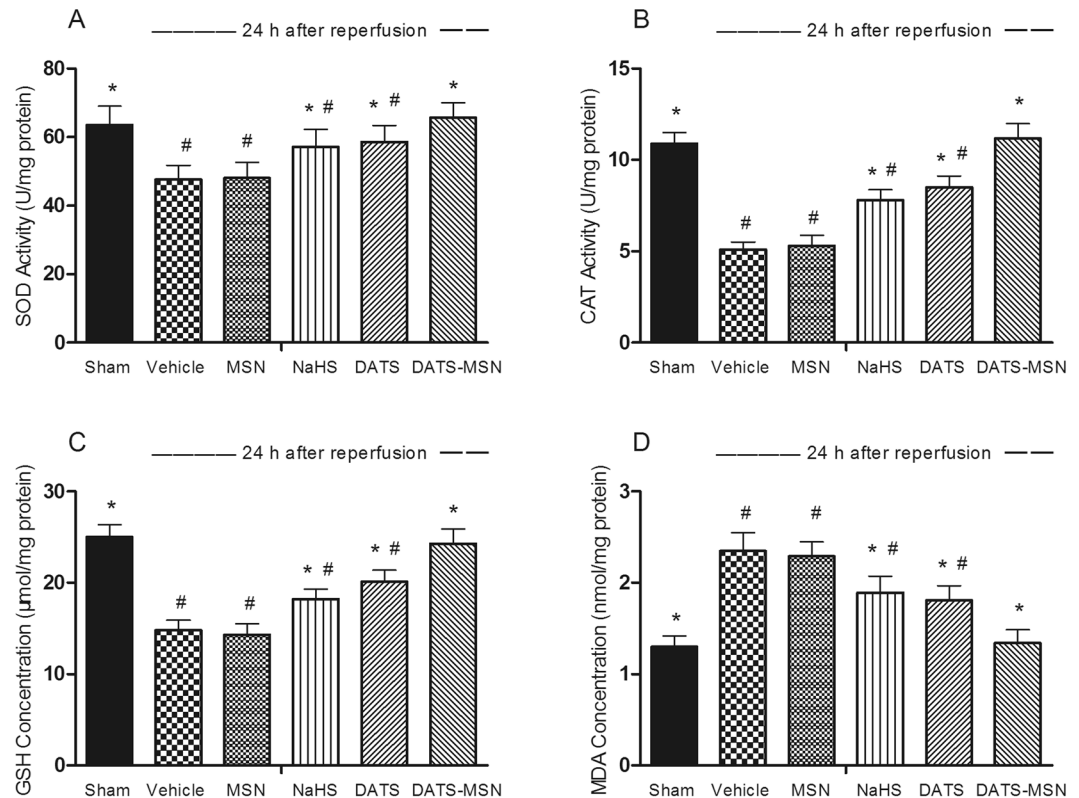 A
24 h after reperfusion
SOD Activity (U/mg protein)
80
60
40
20
0
* # # * # * # *
Sham Vehicle MSN NaHS DATS DATS-MSN
B
24 h after reperfusion
CAT Activity (U/mg protein)
15
10
5
0
* # # * # * # *
Sham Vehicle MSN NaHS DATS DATS-MSN
C
24 h after reperfusion
GSH Concentration (μmol/mg protein)
30
20
10
0
* # # * # * # *
Sham Vehicle MSN NaHS DATS DATS-MSN
D
24 h after reperfusion
MDA Concentration (nmol/mg protein)
3
2
1
0
* # # * # * # *
Sham Vehicle MSN NaHS DATS DATS-MSN